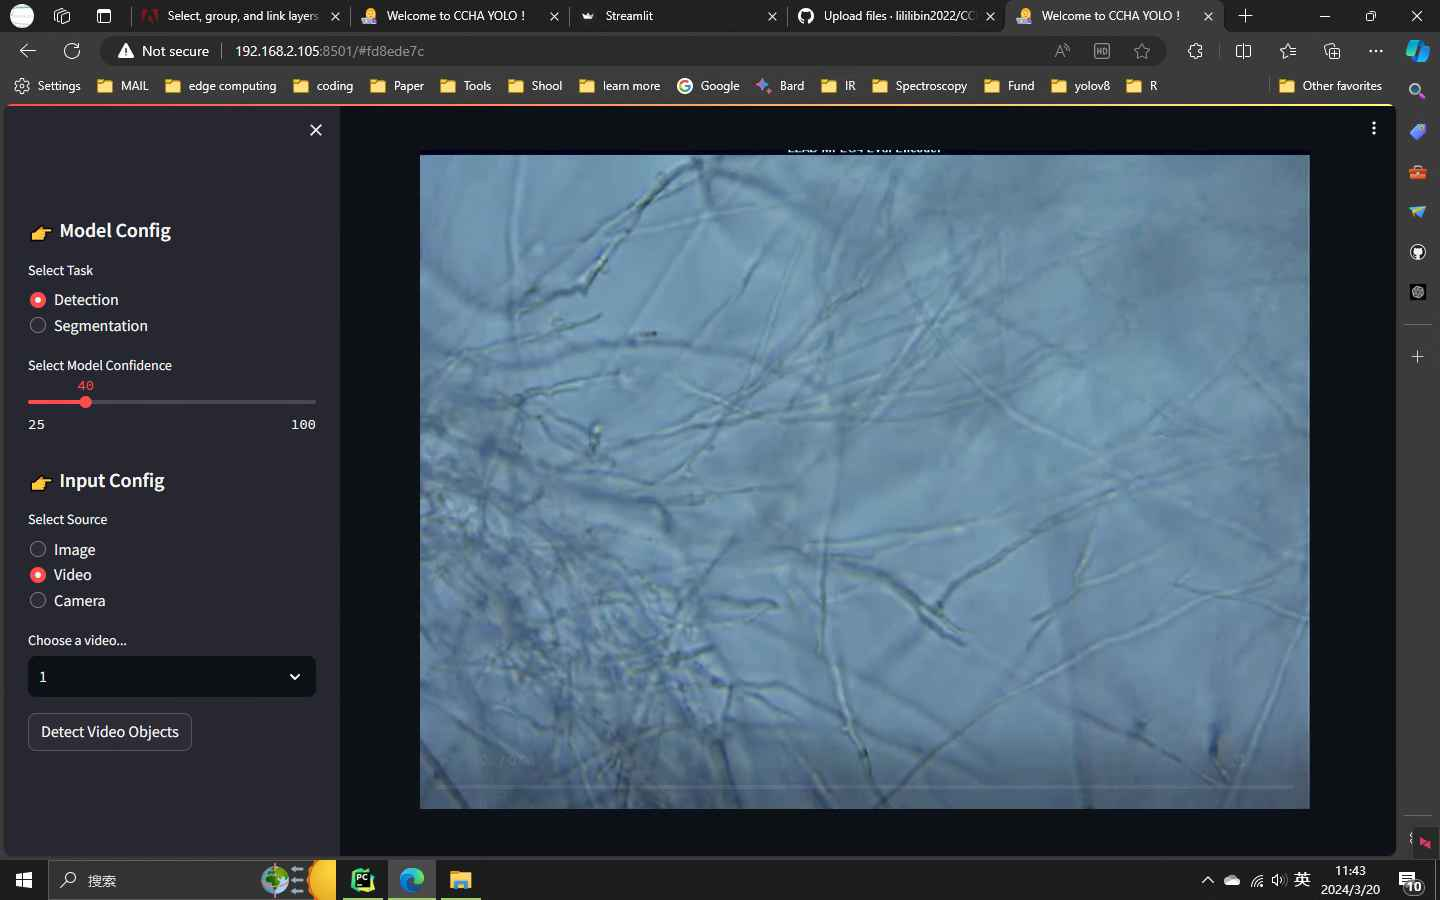 Select, group, and link layers
Welcome to CCHA YOLO !
Streamlit
Upload files · lililibin2022/CC
Welcome to CCHA YOLO !
Not secure
192.168.2.105:8501/#fd8ede7c
HD
Settings
MAIL
edge computing
coding
Paper
Tools
Shool
learn more
Google
Bard
IR
Spectroscopy
Fund
yolov8
R
Other favorites
Model Config
Select Task
Detection
Segmentation
Select Model Confidence
40
25
100
Input Config
Select Source
Image
Video
Camera
Choose a video...
1
Detect Video Objects
搜索
PC
英
11:43
2024/3/20
10